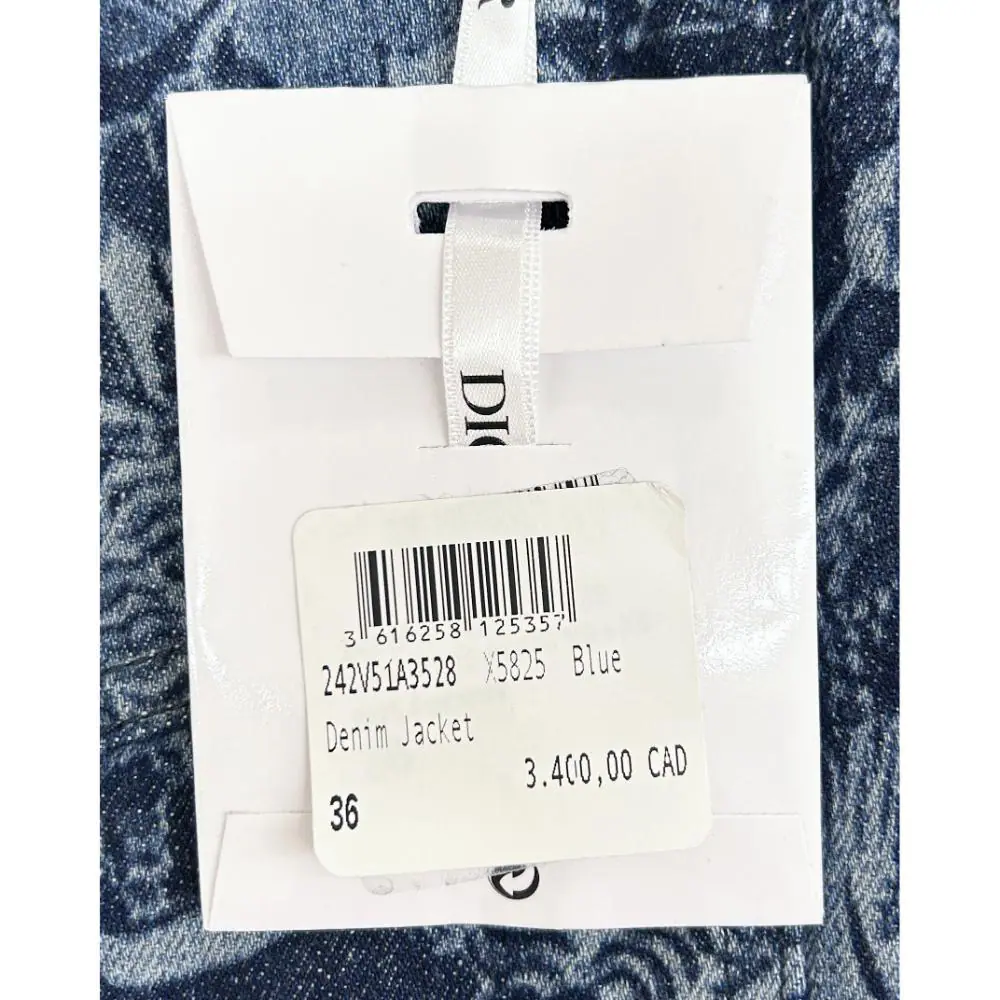 R
DIO
3 616258 125357
242V51A3528 X5825 Blue
Denim Jacket
3.400,00 CAD
36